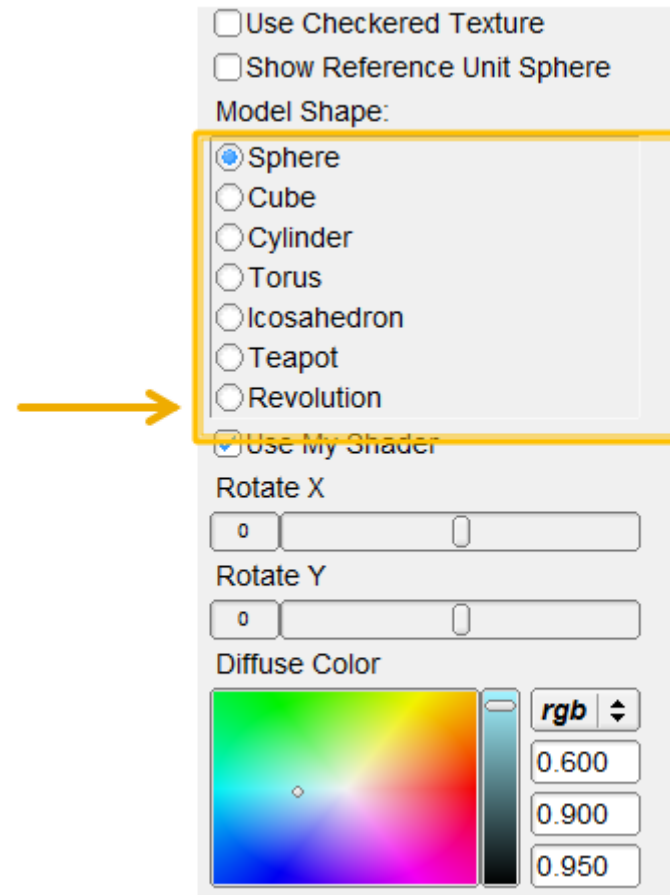 Use Checkered Texture
Show Reference Unit Sphere
Model Shape:
Sphere
Cube
Cylinder
Torus
Icosahedron
Teapot
Revolution
Use My Shader
Rotate X
0
Rotate Y
0
Diffuse Color
rgb
0.600
0.900
0.950